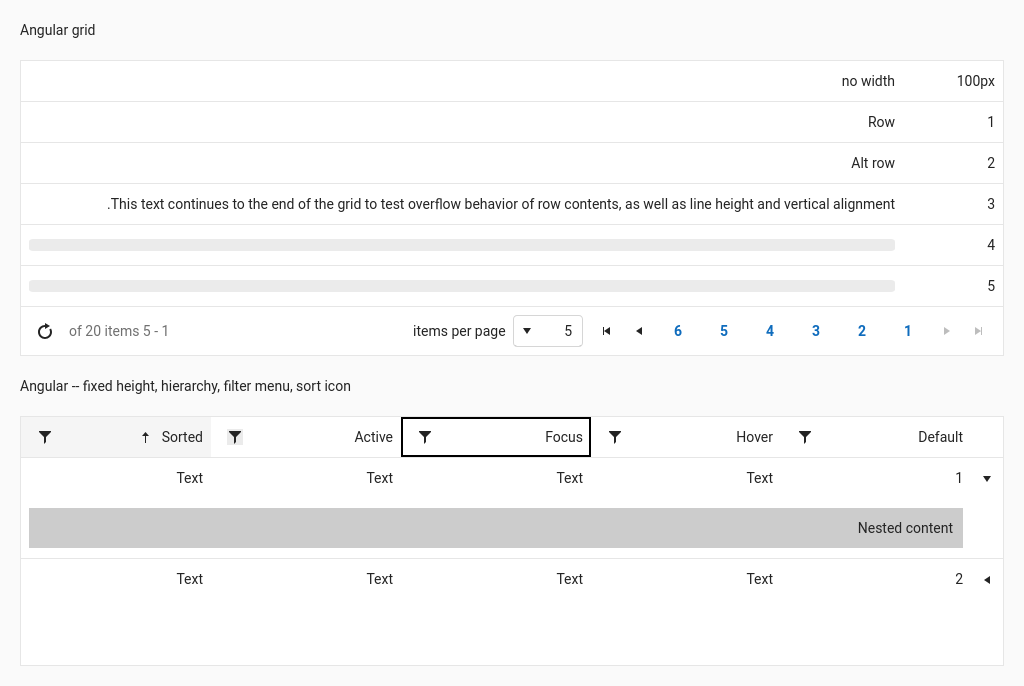 Angular grid
no width 100px
Row 1
Alt row 2
.This text continues to the end of the grid to test overflow behavior of row contents, as well as line height and vertical alignment 3
4
5
of 20 items 5 - 1 items per page 5 6 5 4 3 2 1
Angular -- fixed height, hierarchy, filter menu, sort icon
Sorted Active Focus Hover Default
Text Text Text Text 1
Nested content
Text Text Text Text 2